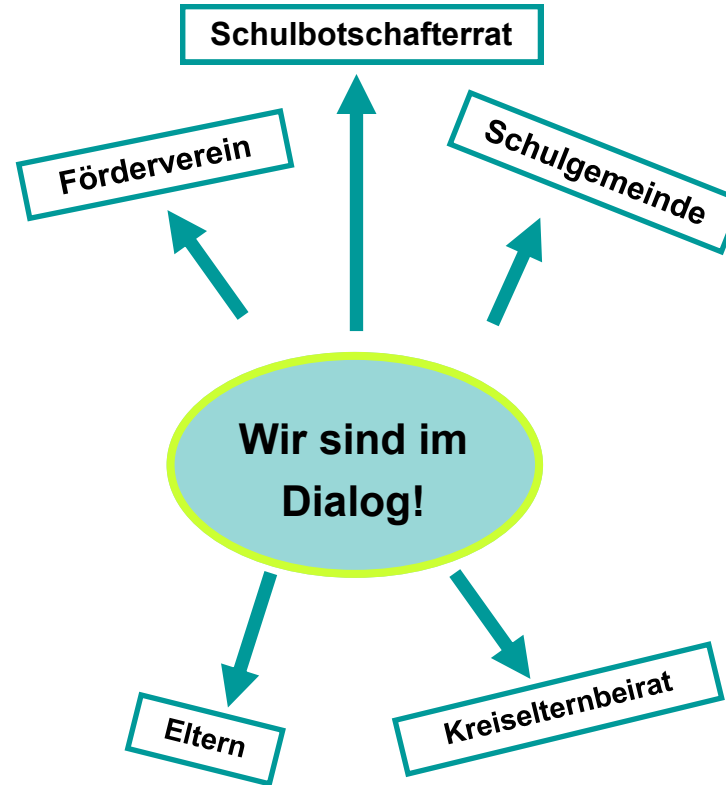 Schulbotschafterrat
Förderverein
Schulgemeinde
Wir sind im
Dialog!
Eltern
Kreiselternbeirat